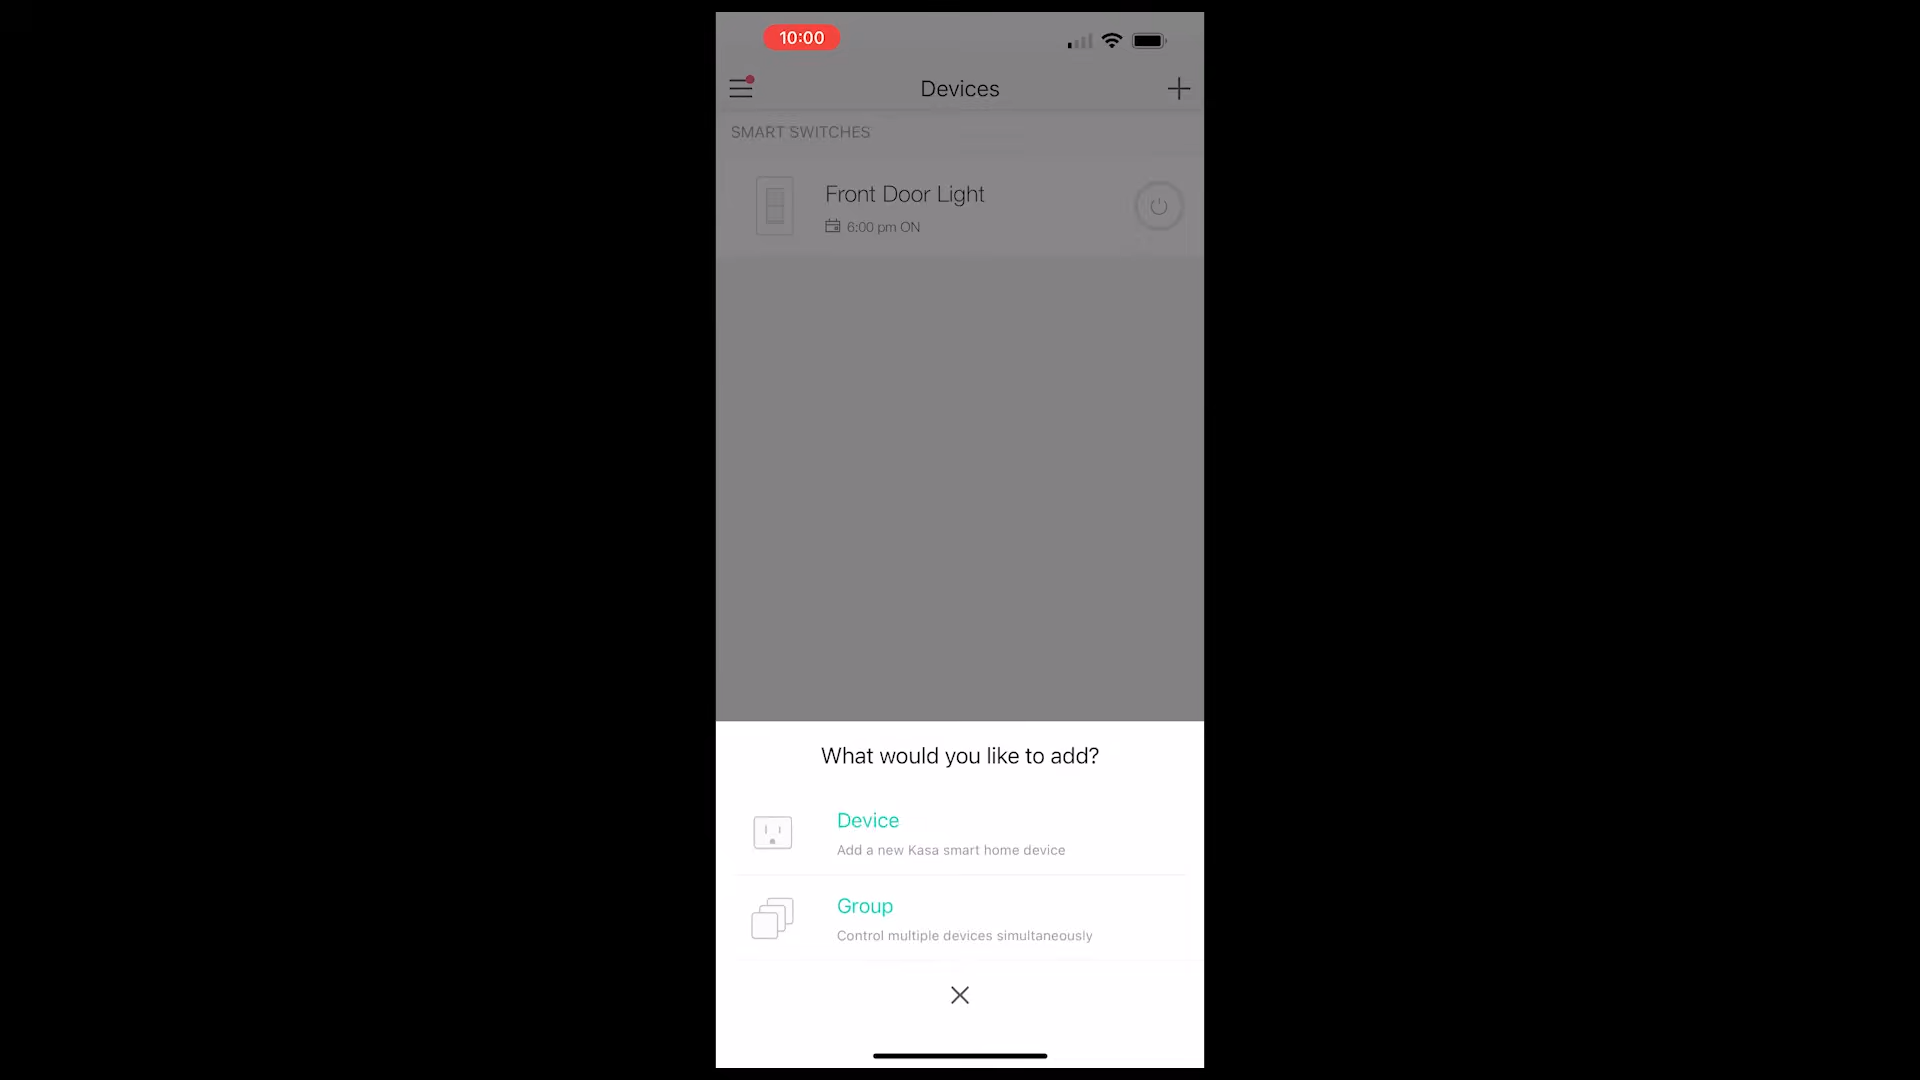 10:00
Devices
SMART SWITCHES
Front Door Light
6:00 pm ON
What would you like to add?
Device
Add a new Kasa smart home device
Group
Control multiple devices simultaneously